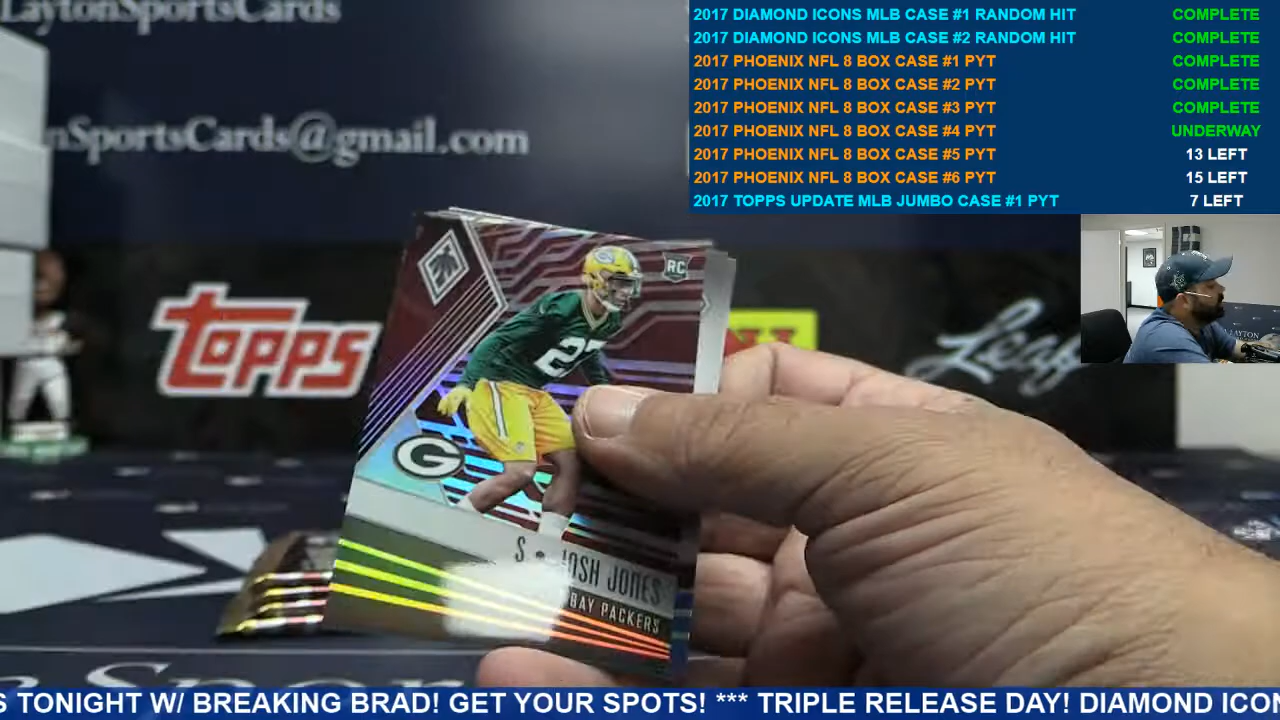 LaytonSportsCards
2017 DIAMOND ICONS MLB CASE #1 RANDOM HIT COMPLETE
2017 DIAMOND ICONS MLB CASE #2 RANDOM HIT COMPLETE
2017 PHOENIX NFL 8 BOX CASE #1 PYT COMPLETE
2017 PHOENIX NFL 8 BOX CASE #2 PYT COMPLETE
2017 PHOENIX NFL 8 BOX CASE #3 PYT COMPLETE
2017 PHOENIX NFL 8 BOX CASE #4 PYT UNDERWAY
2017 PHOENIX NFL 8 BOX CASE #5 PYT 13 LEFT
2017 PHOENIX NFL 8 BOX CASE #6 PYT 15 LEFT
2017 TOPPS UPDATE MLB JUMBO CASE #1 PYT 7 LEFT
nSportsCards@gmail.com
RC
topps
Leaf
27
G
S • JOSH JONES
BAY PACKERS
LAYTON
S TONIGHT W/ BREAKING BRAD! GET YOUR SPOTS! *** TRIPLE RELEASE DAY! DIAMOND ICON